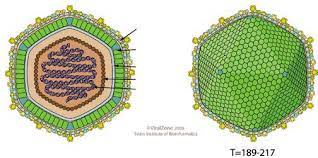 ©ViralZone 2009
Swiss Institute of Bioinformatics
T=189-217